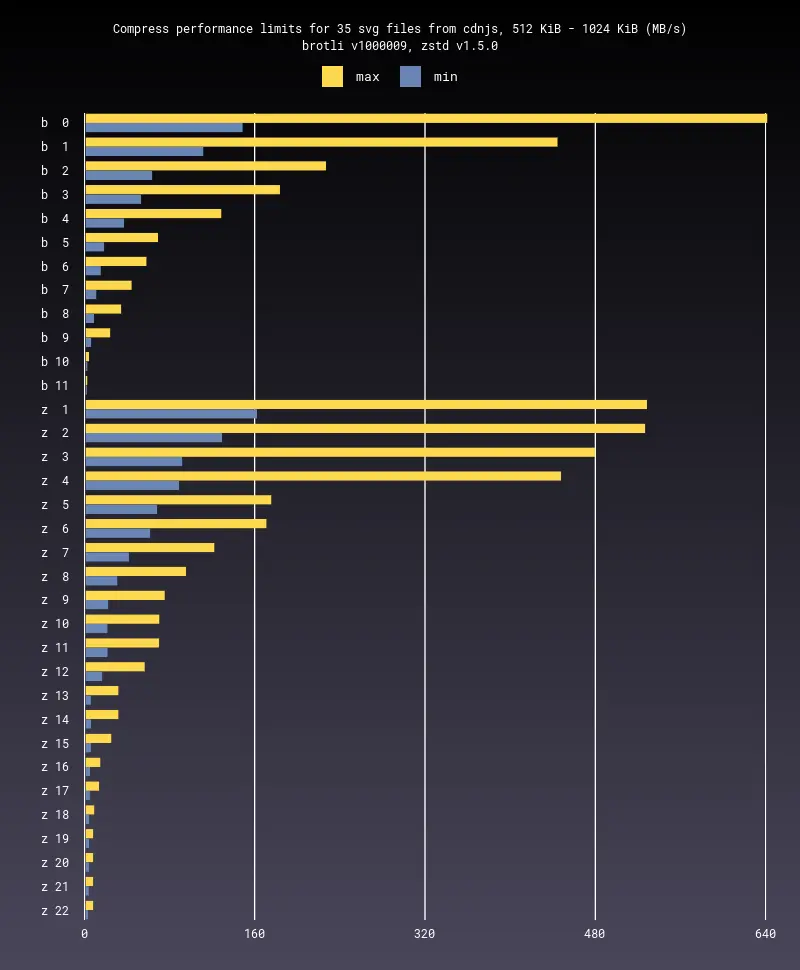 Compress performance limits for 35 svg files from cdnjs, 512 KiB - 1024 KiB (MB/s)
brotli v1000009, zstd v1.5.0
max min
b 0
b 1
b 2
b 3
b 4
b 5
b 6
b 7
b 8
b 9
b 10
b 11
z 1
z 2
z 3
z 4
z 5
z 6
z 7
z 8
z 9
z 10
z 11
z 12
z 13
z 14
z 15
z 16
z 17
z 18
z 19
z 20
z 21
z 22
0 160 320 480 640